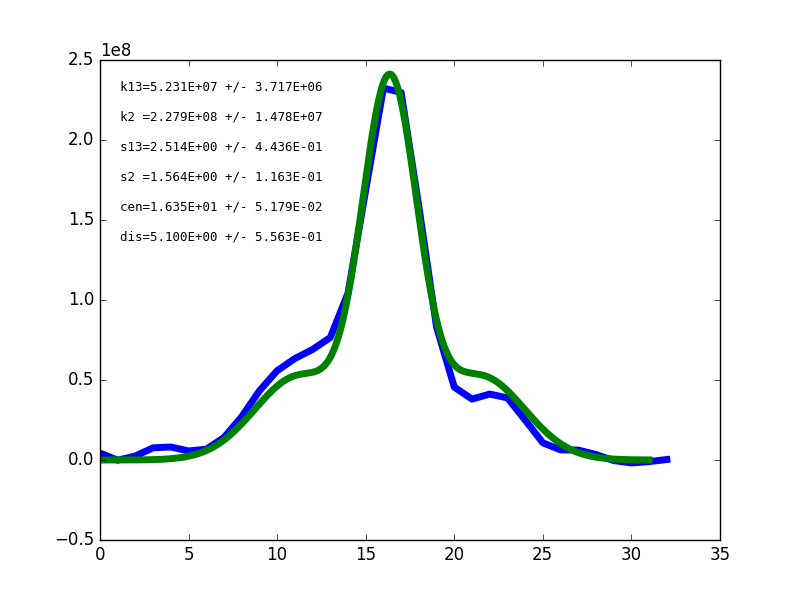 1e8
2.5
k13=5.231E+07 +/- 3.717E+06
k2 =2.279E+08 +/- 1.478E+07
2.0
s13=2.514E+00 +/- 4.436E-01
s2 =1.564E+00 +/- 1.163E-01
cen=1.635E+01 +/- 5.179E-02
1.5
dis=5.100E+00 +/- 5.563E-01
1.0
0.5
0.0
−0.5
0 5 10 15 20 25 30 35